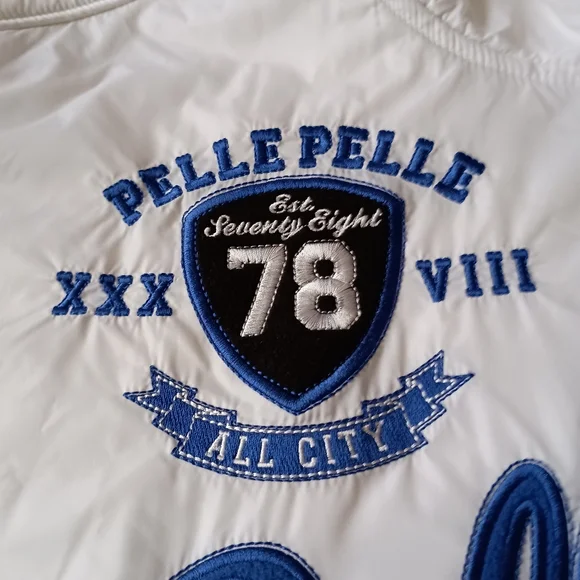 PELLE PELLE
Est.
Seventy Eight
XXX 78 VIII
ALL CITY